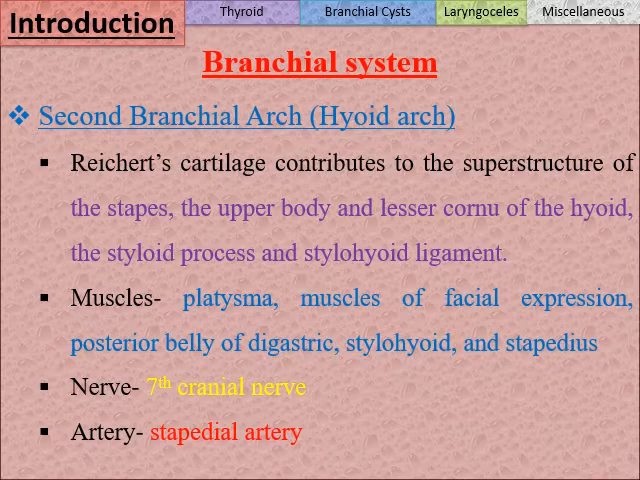 Introduction
Thyroid
Branchial Cysts
Laryngoceles
Miscellaneous
Branchial system
❖ Second Branchial Arch (Hyoid arch)
▪ Reichert’s cartilage contributes to the superstructure of
the stapes, the upper body and lesser cornu of the hyoid,
the styloid process and stylohyoid ligament.
▪ Muscles- platysma, muscles of facial expression,
posterior belly of digastric, stylohyoid, and stapedius
▪ Nerve- 7th cranial nerve
▪ Artery- stapedial artery